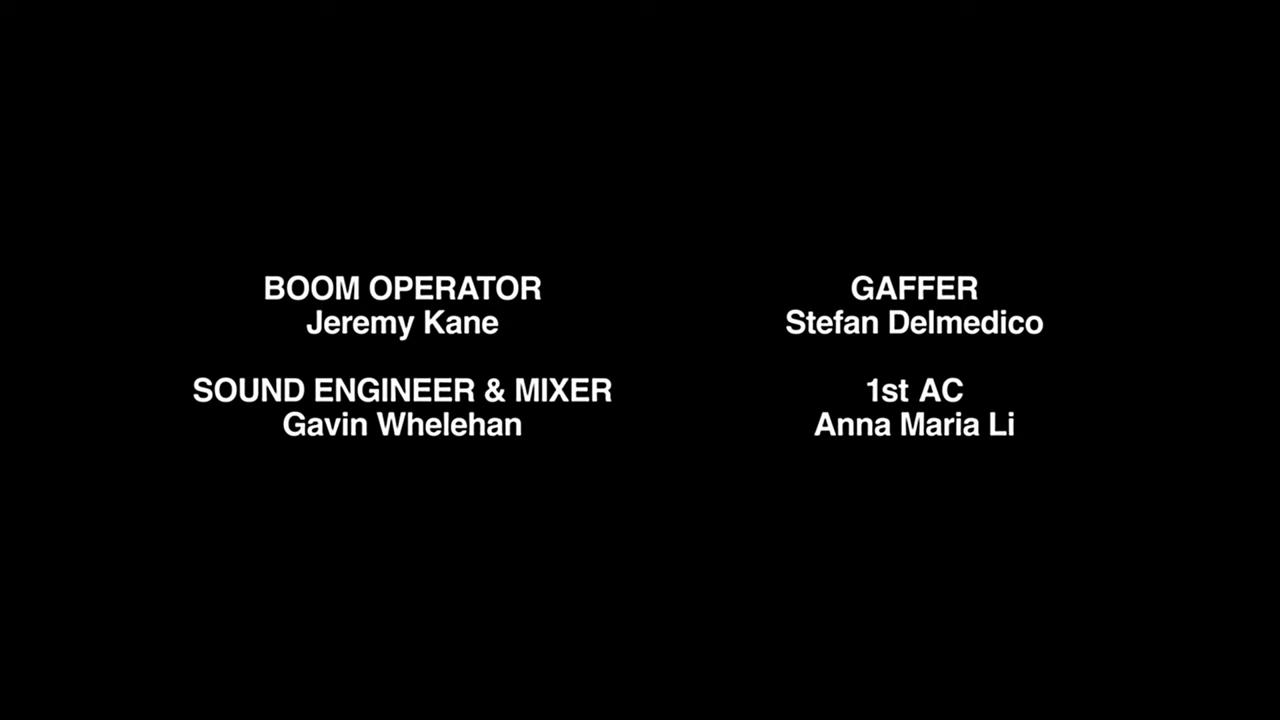 BOOM OPERATOR
Jeremy Kane
SOUND ENGINEER & MIXER
Gavin Whelehan
GAFFER
Stefan Delmedico
1st AC
Anna Maria Li